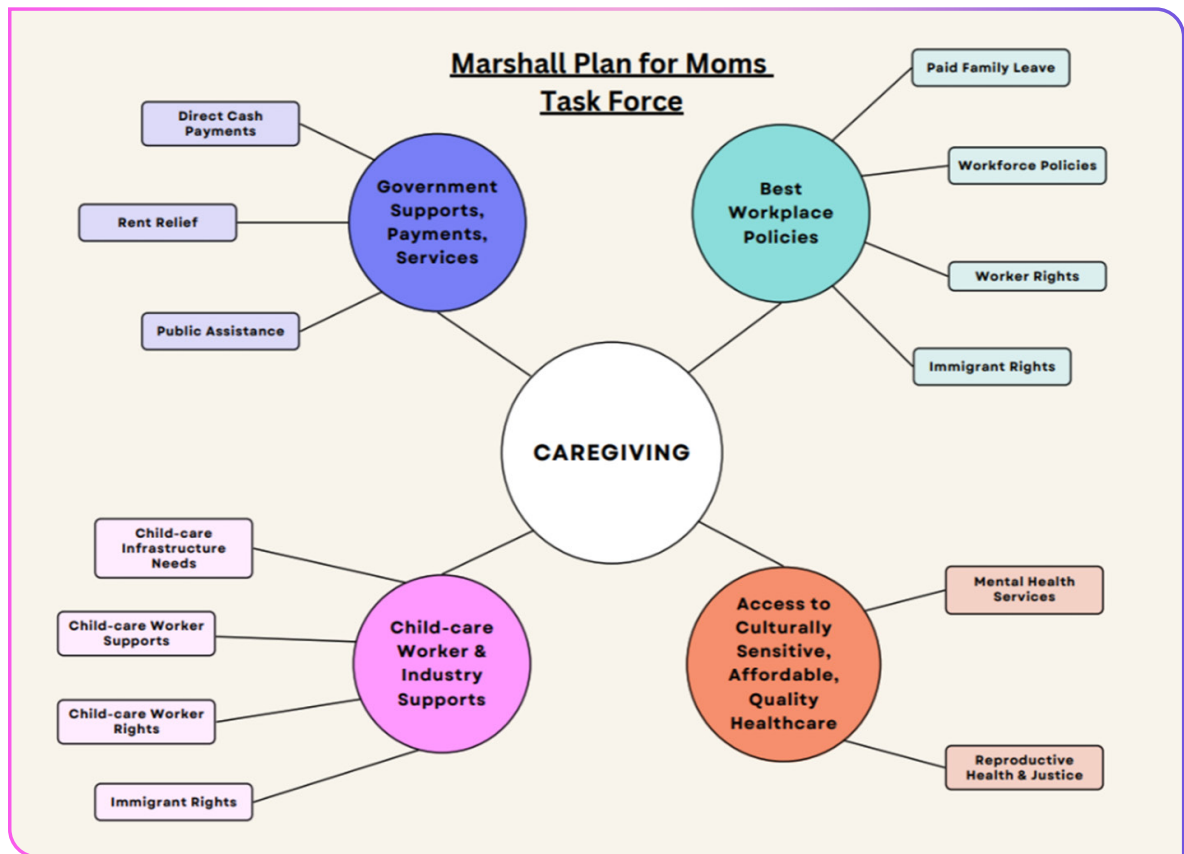 Marshall Plan for Moms
Task Force
Direct Cash
Payments
Rent Relief
Public Assistance
Government
Supports,
Payments,
Services
Best
Workplace
Policies
Paid Family Leave
Workforce Policies
Worker Rights
Immigrant Rights
CAREGIVING
Child-care
Infrastructure
Needs
Child-care Worker
Supports
Child-care Worker
Rights
Immigrant Rights
Child-care
Worker &
Industry
Supports
Access to
Culturally
Sensitive,
Affordable,
Quality
Healthcare
Mental Health
Services
Reproductive
Health & Justice